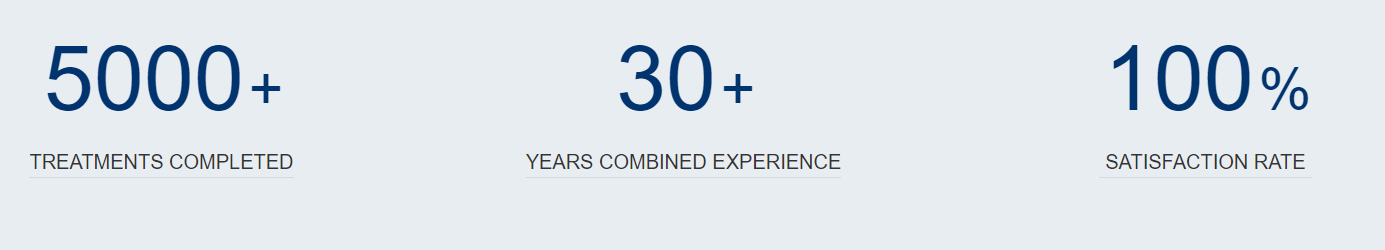 5000+ 30+ 100%
TREATMENTS COMPLETED YEARS COMBINED EXPERIENCE SATISFACTION RATE